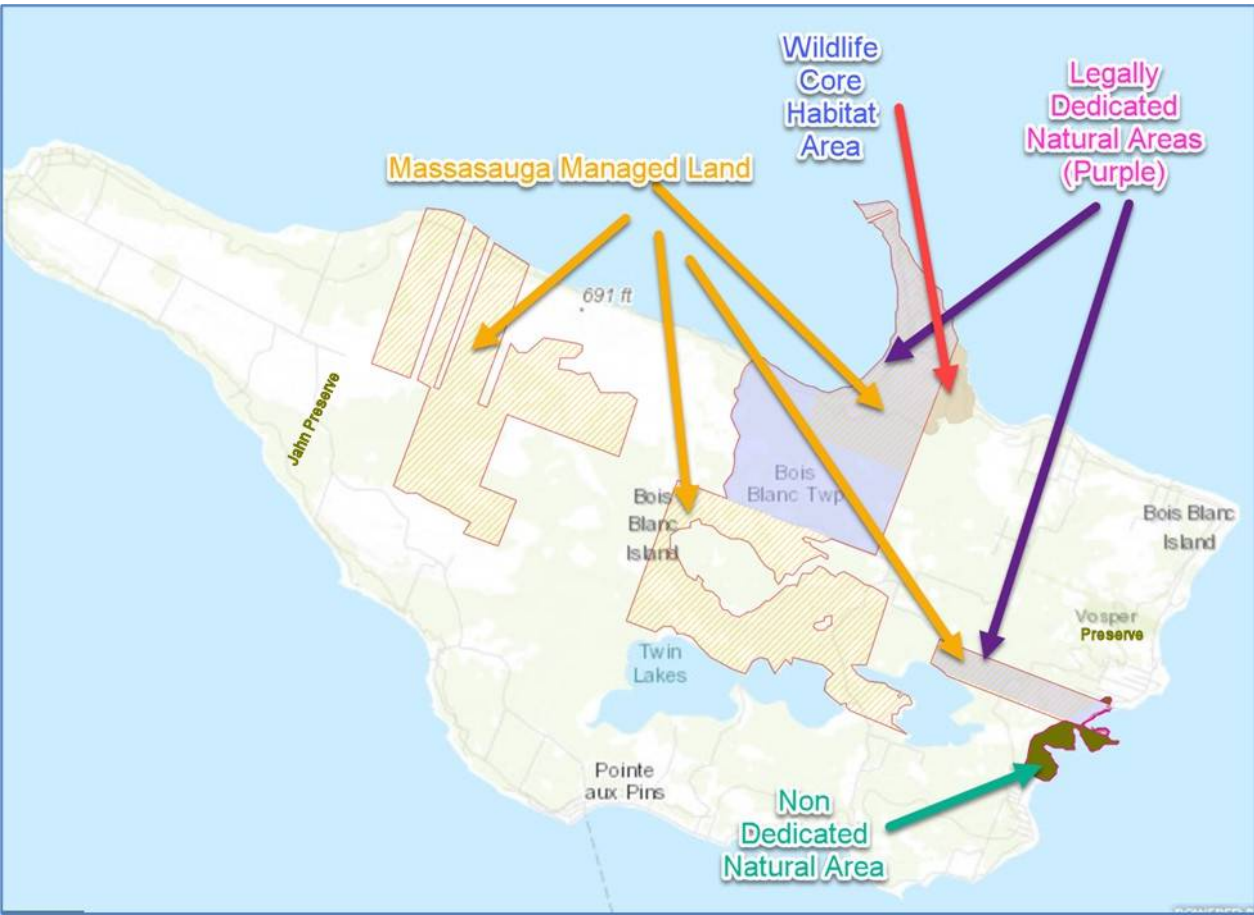 Wildlife
Core
Habitat
Area
Legally
Dedicated
Natural Areas
(Purple)
Massasauga Managed Land
691 ft
Jahn Preserve
Bois
Blanc Twp
Bois
Blanc
Island
Bois Blanc
Island
Vosper
Preserve
Twin
Lakes
Pointe
aux Pins
Non
Dedicated
Natural Area